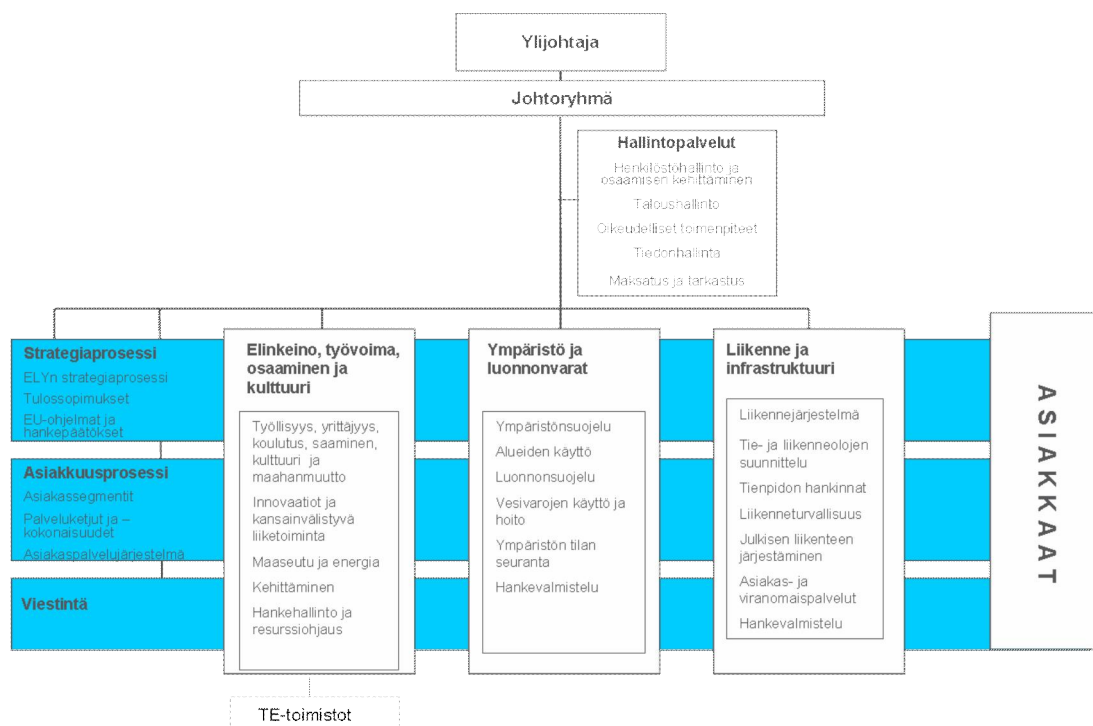 Ylijohtaja
Johtoryhmä
Hallintopalvelut
Henkilöstöhallinto ja
osaamisen kehittäminen
Taloushallinto
Oikeudelliset toimenpiteet
Tiedonhallinta
Maksatus ja tarkastus
Strategiaprosessi
ELYn strategiaprosessi
Tulossopimukset
EU-ohjelmat ja
hankepäätökset
Asiakkuusprosessi
Asiakassegmentit
Palveluketjut ja –
kokonaisuudet
Asiakaspalvelujärjestelmä
Viestintä
Elinkeino, työvoima,
osaaminen ja
kulttuuri
Työllisyys, yrittäjyys,
koulutus, saaminen,
kulttuuri ja
maahanmuutto
Innovaatiot ja
kansainvälistyvä
liiketoiminta
Maaseutu ja energia
Kehittäminen
Hankehallinto ja
resurssiohjaus
TE-toimistot
Ympäristö ja
luonnonvarat
Ympäristönsuojelu
Alueiden käyttö
Luonnonsuojelu
Vesivarojen käyttö ja
hoito
Ympäristön tilan
seuranta
Hankevalmistelu
Liikenne ja
infrastruktuuri
Liikennejärjestelmä
Tie- ja liikenneolojen
suunnittelu
Tienpidon hankinnat
Liikenneturvallisuus
Julkisen liikenteen
järjestäminen
Asiakas- ja
viranomaispalvelut
Hankevalmistelu
ASIAKKAAT